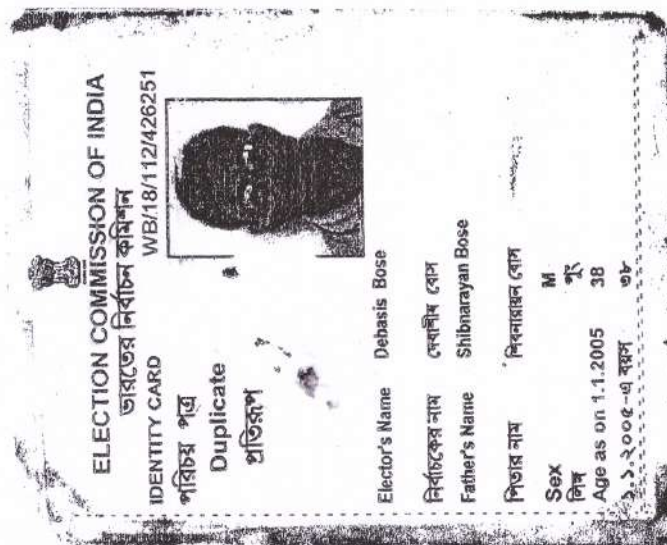 ELECTION COMMISSION OF INDIA
ভারতের নির্বাচন কমিশন
IDENTITY CARD WB/18/112/426251
পরিচয় পত্র
Duplicate
প্রতিরূপ
Elector's Name Debasis Bose
নির্বাচকের নাম দেবাশীষ বোস
Father's Name Shibnarayan Bose
পিতার নাম শিবনারায়ন বোস
Sex M
লিঙ্গ পুং
Age as on 1.1.2005 38
১.১.২০০৫-এ বয়স ৩৮